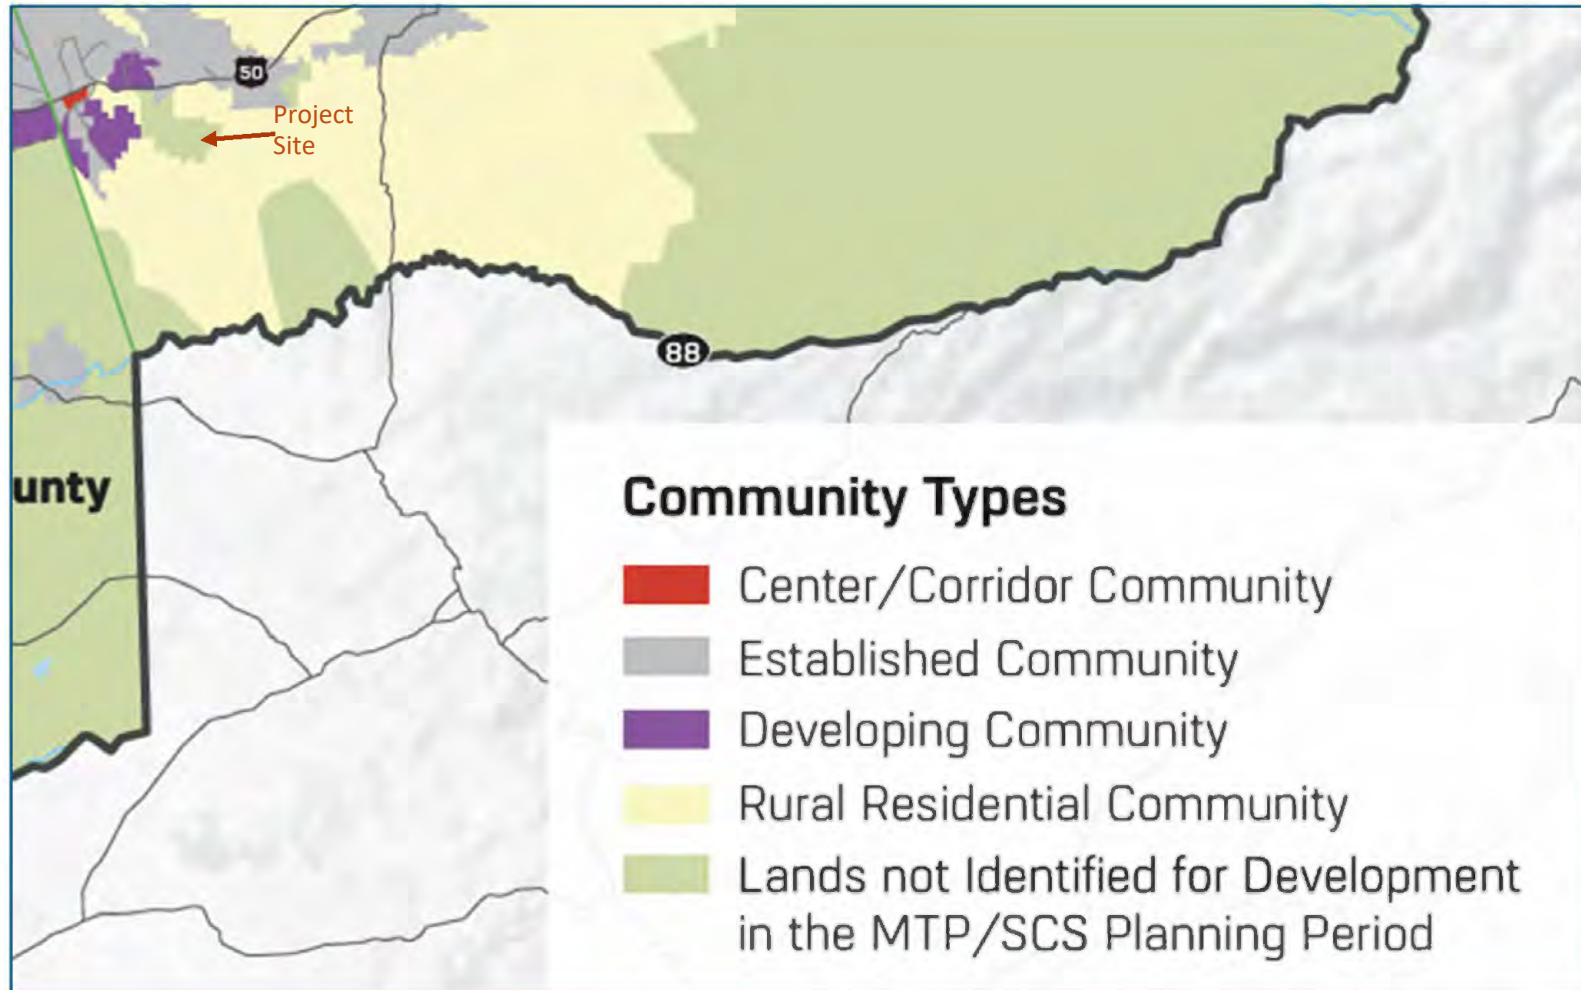 50
Project
Site
88
unty
Community Types
Center/Corridor Community
Established Community
Developing Community
Rural Residential Community
Lands not Identified for Development
in the MTP/SCS Planning Period